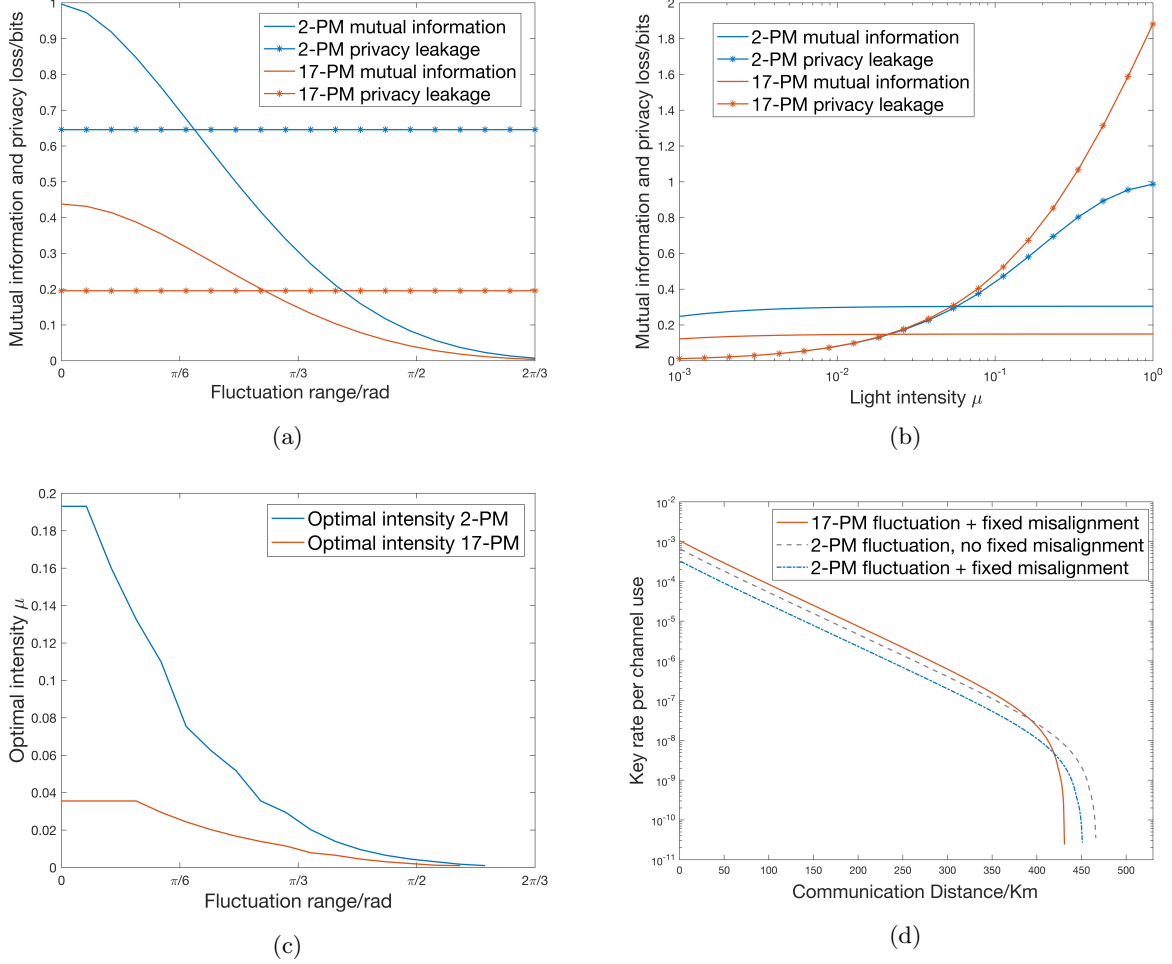 Mutual information and privacy loss/bits
1
0.9
0.8
0.7
0.6
0.5
0.4
0.3
0.2
0.1
0
2-PM mutual information
2-PM privacy leakage
17-PM mutual information
17-PM privacy leakage
0 π/6 π/3 π/2 2π/3
Fluctuation range/rad
(a)
Mutual information and privacy loss/bits
2
1.8
1.6
1.4
1.2
1
0.8
0.6
0.4
0.2
0
2-PM mutual information
2-PM privacy leakage
17-PM mutual information
17-PM privacy leakage
10⁻³ 10⁻² 10⁻¹ 10⁰
Light intensity μ
(b)
Optimal intensity μ
0.2
0.18
0.16
0.14
0.12
0.1
0.08
0.06
0.04
0.02
0
Optimal intensity 2-PM
Optimal intensity 17-PM
0 π/6 π/3 π/2 2π/3
Fluctuation range/rad
(c)
Key rate per channel use
10⁻²
10⁻³
10⁻⁴
10⁻⁵
10⁻⁶
10⁻⁷
10⁻⁸
10⁻⁹
10⁻¹⁰
10⁻¹¹
17-PM fluctuation + fixed misalignment
2-PM fluctuation, no fixed misalignment
2-PM fluctuation + fixed misalignment
0 50 100 150 200 250 300 350 400 450 500
Communication Distance/Km
(d)